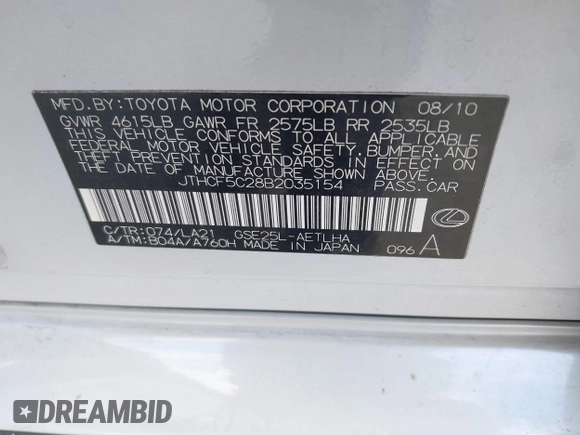 MFD.BY:TOYOTA MOTOR CORPORATION 08/10
GVWR 4615LB GAWR FR 2575LB RR 2535LB
THIS VEHICLE CONFORMS TO ALL APPLICABLE
FEDERAL MOTOR VEHICLE SAFETY, BUMPER, AND
THEFT PREVENTION STANDARDS IN EFFECT ON
THE DATE OF MANUFACTURE SHOWN ABOVE.
JTHCF5C28B2035154 PASS.CAR
C/TR:074/LA21 GSE25L-AETLHA
A/TM:B04A/A760H MADE IN JAPAN 096 A
DREAMBID